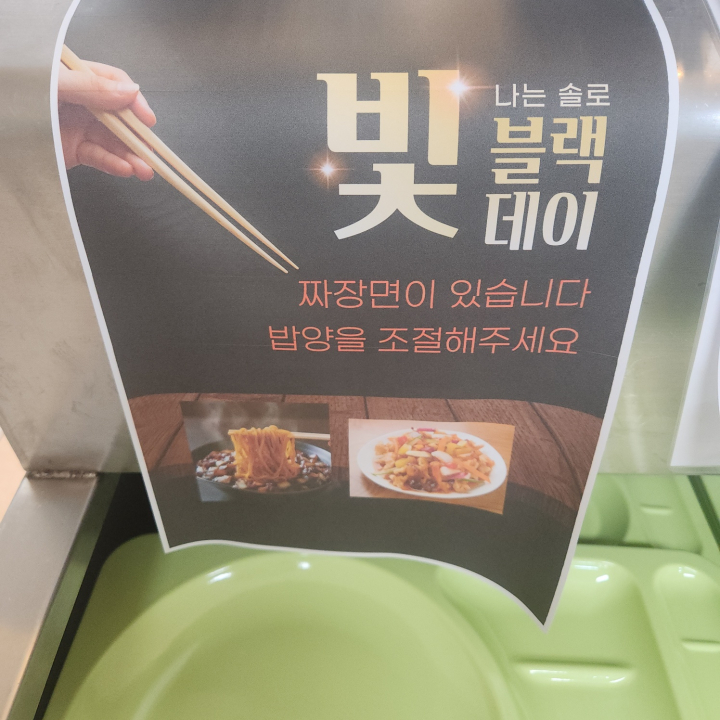 빛
나는 솔로
블랙
데이
짜장면이 있습니다
밥양을 조절해주세요